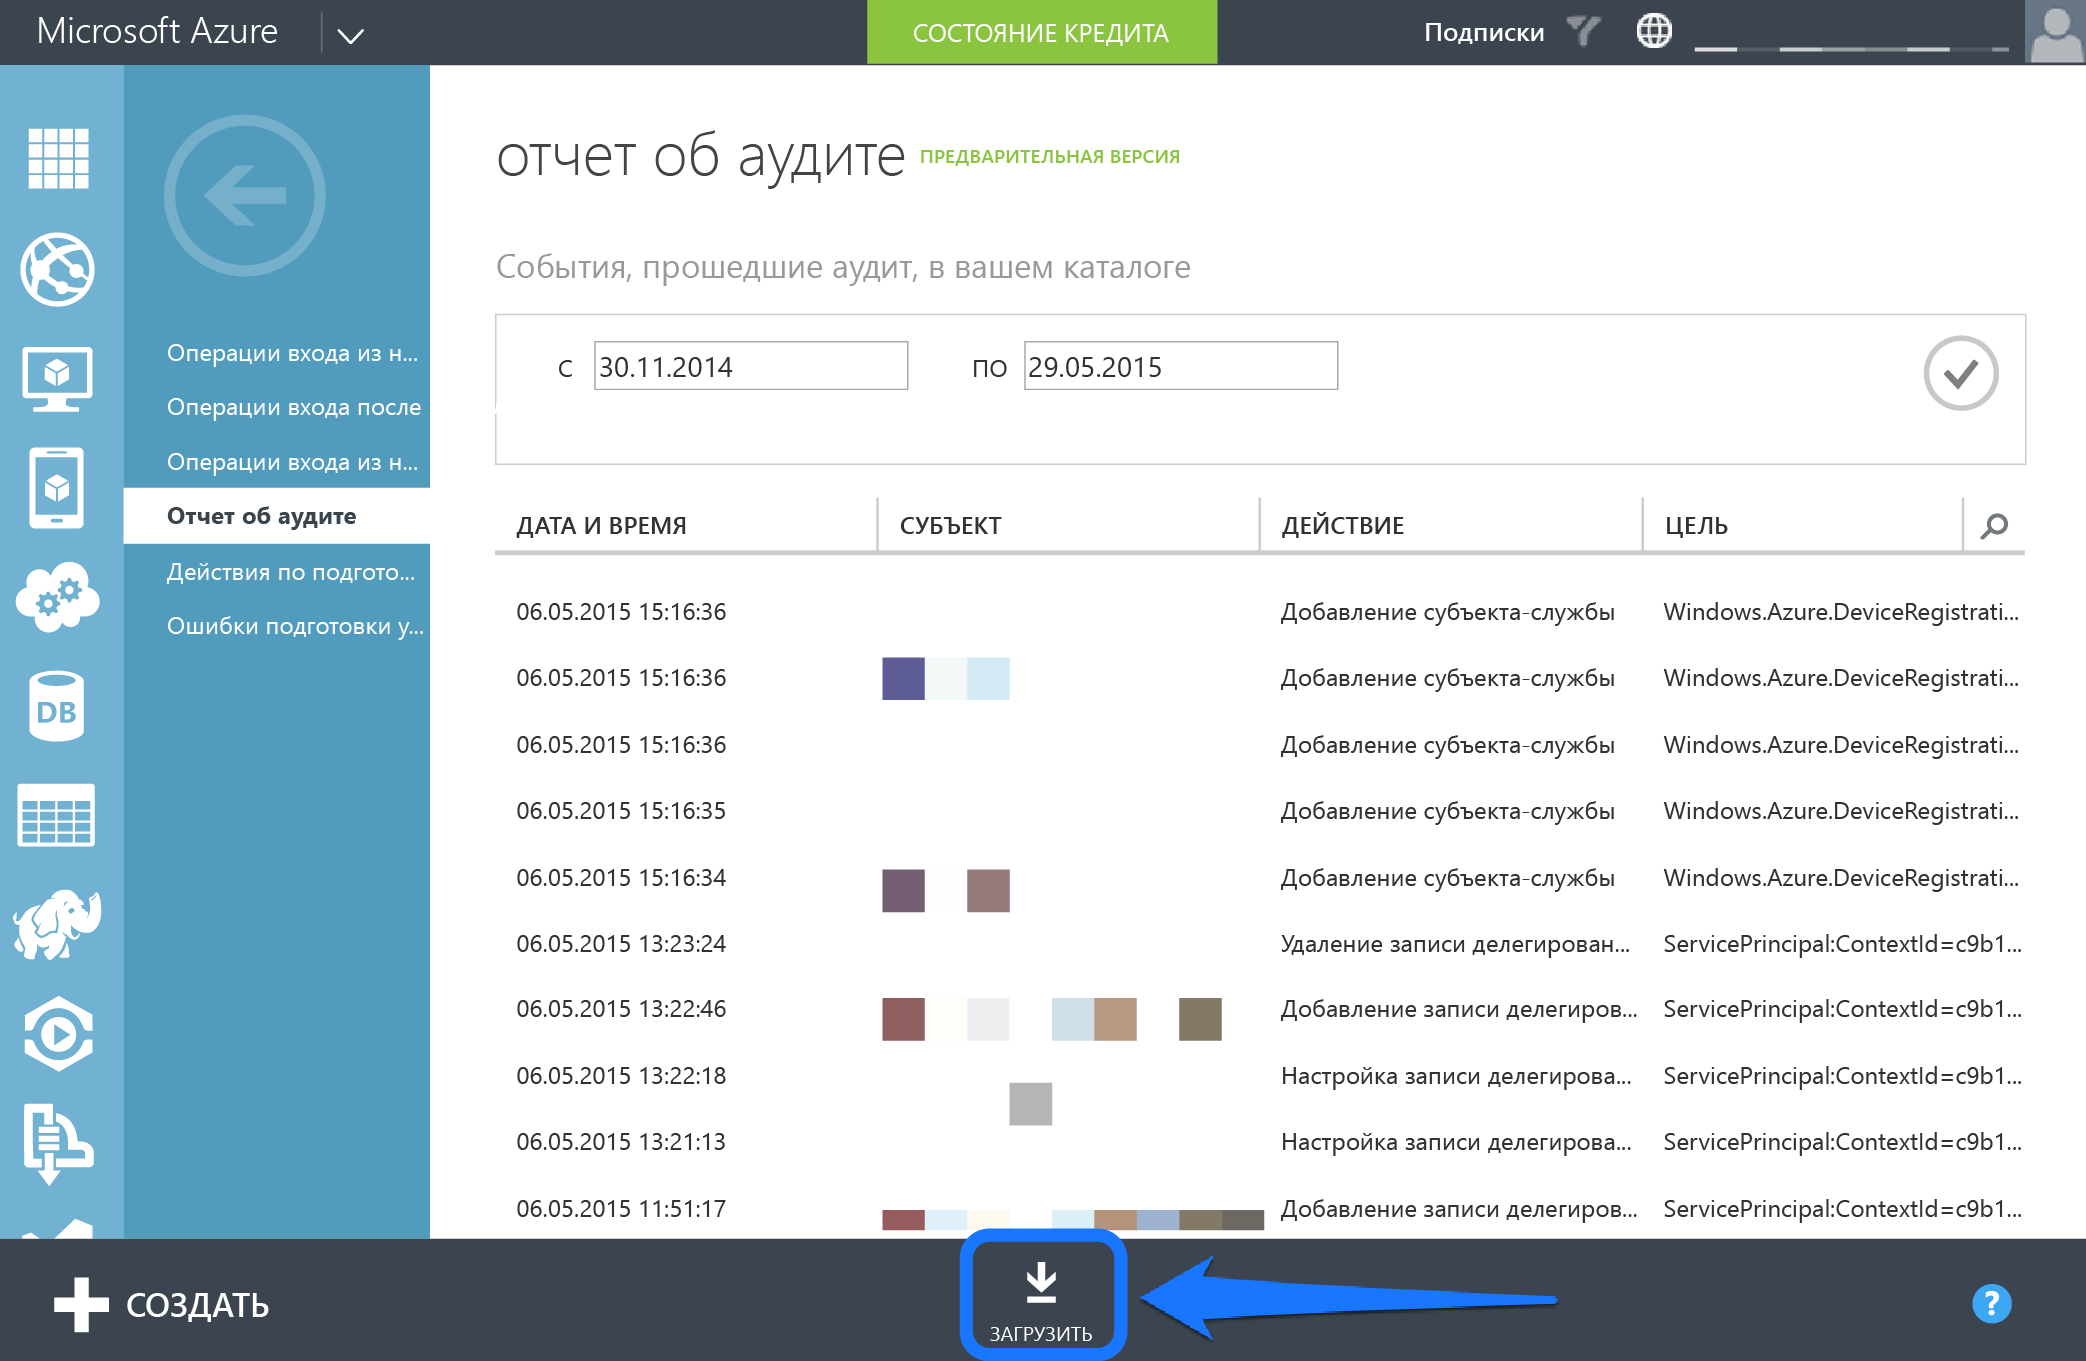 Microsoft Azure
СОСТОЯНИЕ КРЕДИТА
Подписки
отчет об аудите ПРЕДВАРИТЕЛЬНАЯ ВЕРСИЯ
События, прошедшие аудит, в вашем каталоге
Операции входа из н...
Операции входа после
Операции входа из н...
Отчет об аудите
Действия по подгото...
Ошибки подготовки у...
С 30.11.2014 ПО 29.05.2015
ДАТА И ВРЕМЯ СУБЪЕКТ ДЕЙСТВИЕ ЦЕЛЬ
06.05.2015 15:16:36 Добавление субъекта-службы Windows.Azure.DeviceRegistrati...
06.05.2015 15:16:36 Добавление субъекта-службы Windows.Azure.DeviceRegistrati...
06.05.2015 15:16:36 Добавление субъекта-службы Windows.Azure.DeviceRegistrati...
06.05.2015 15:16:35 Добавление субъекта-службы Windows.Azure.DeviceRegistrati...
06.05.2015 15:16:34 Добавление субъекта-службы Windows.Azure.DeviceRegistrati...
06.05.2015 13:23:24 Удаление записи делегирован... ServicePrincipal:ContextId=c9b1...
06.05.2015 13:22:46 Добавление записи делегиров... ServicePrincipal:ContextId=c9b1...
06.05.2015 13:22:18 Настройка записи делегирова... ServicePrincipal:ContextId=c9b1...
06.05.2015 13:21:13 Настройка записи делегирова... ServicePrincipal:ContextId=c9b1...
06.05.2015 11:51:17 Добавление записи делегиров... ServicePrincipal:ContextId=c9b1...
DB
СОЗДАТЬ
ЗАГРУЗИТЬ
?